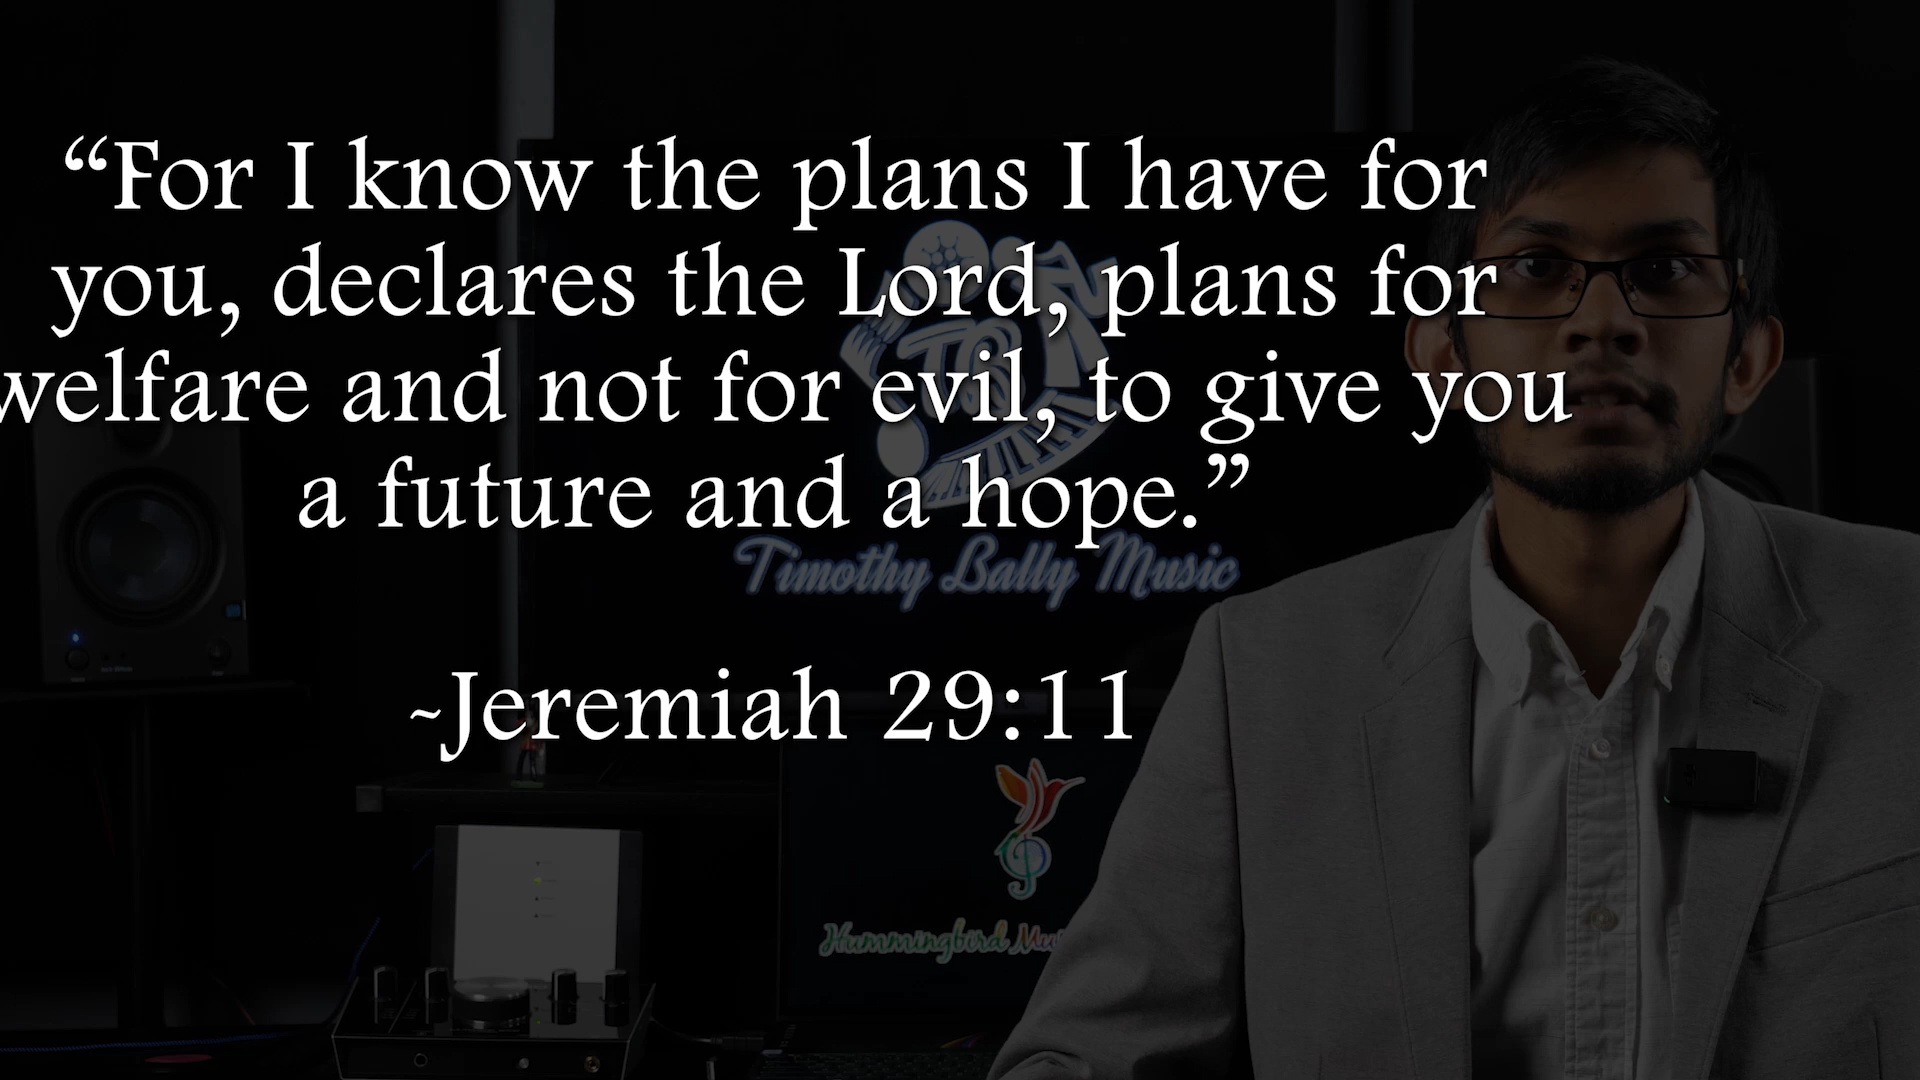 “For I know the plans I have for
you, declares the Lord, plans for
welfare and not for evil, to give you
a future and a hope.”
Timothy Bally Music
~Jeremiah 29:11
Hummingbird